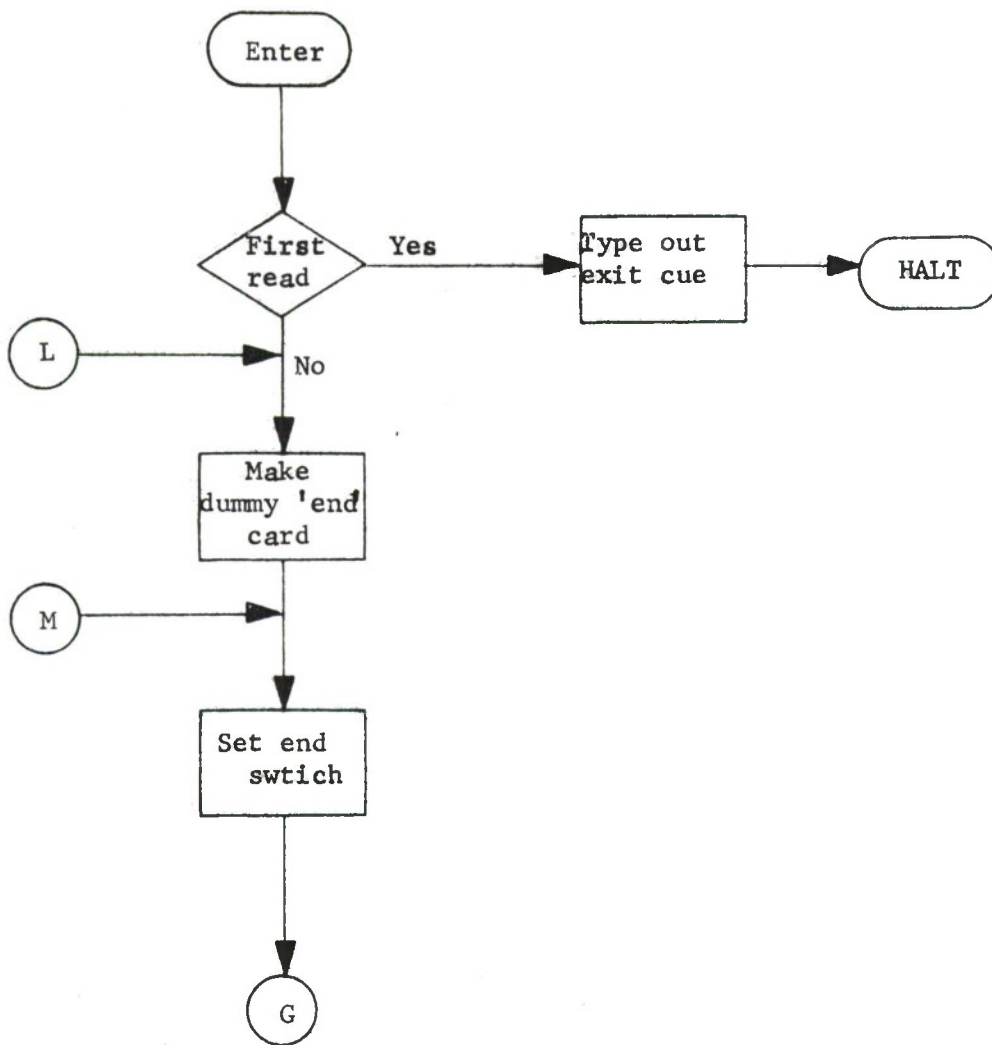 Enter
First
read
Yes
Type out
exit cue
HALT
L
No
Make
dummy 'end'
card
M
Set end
swtich
G